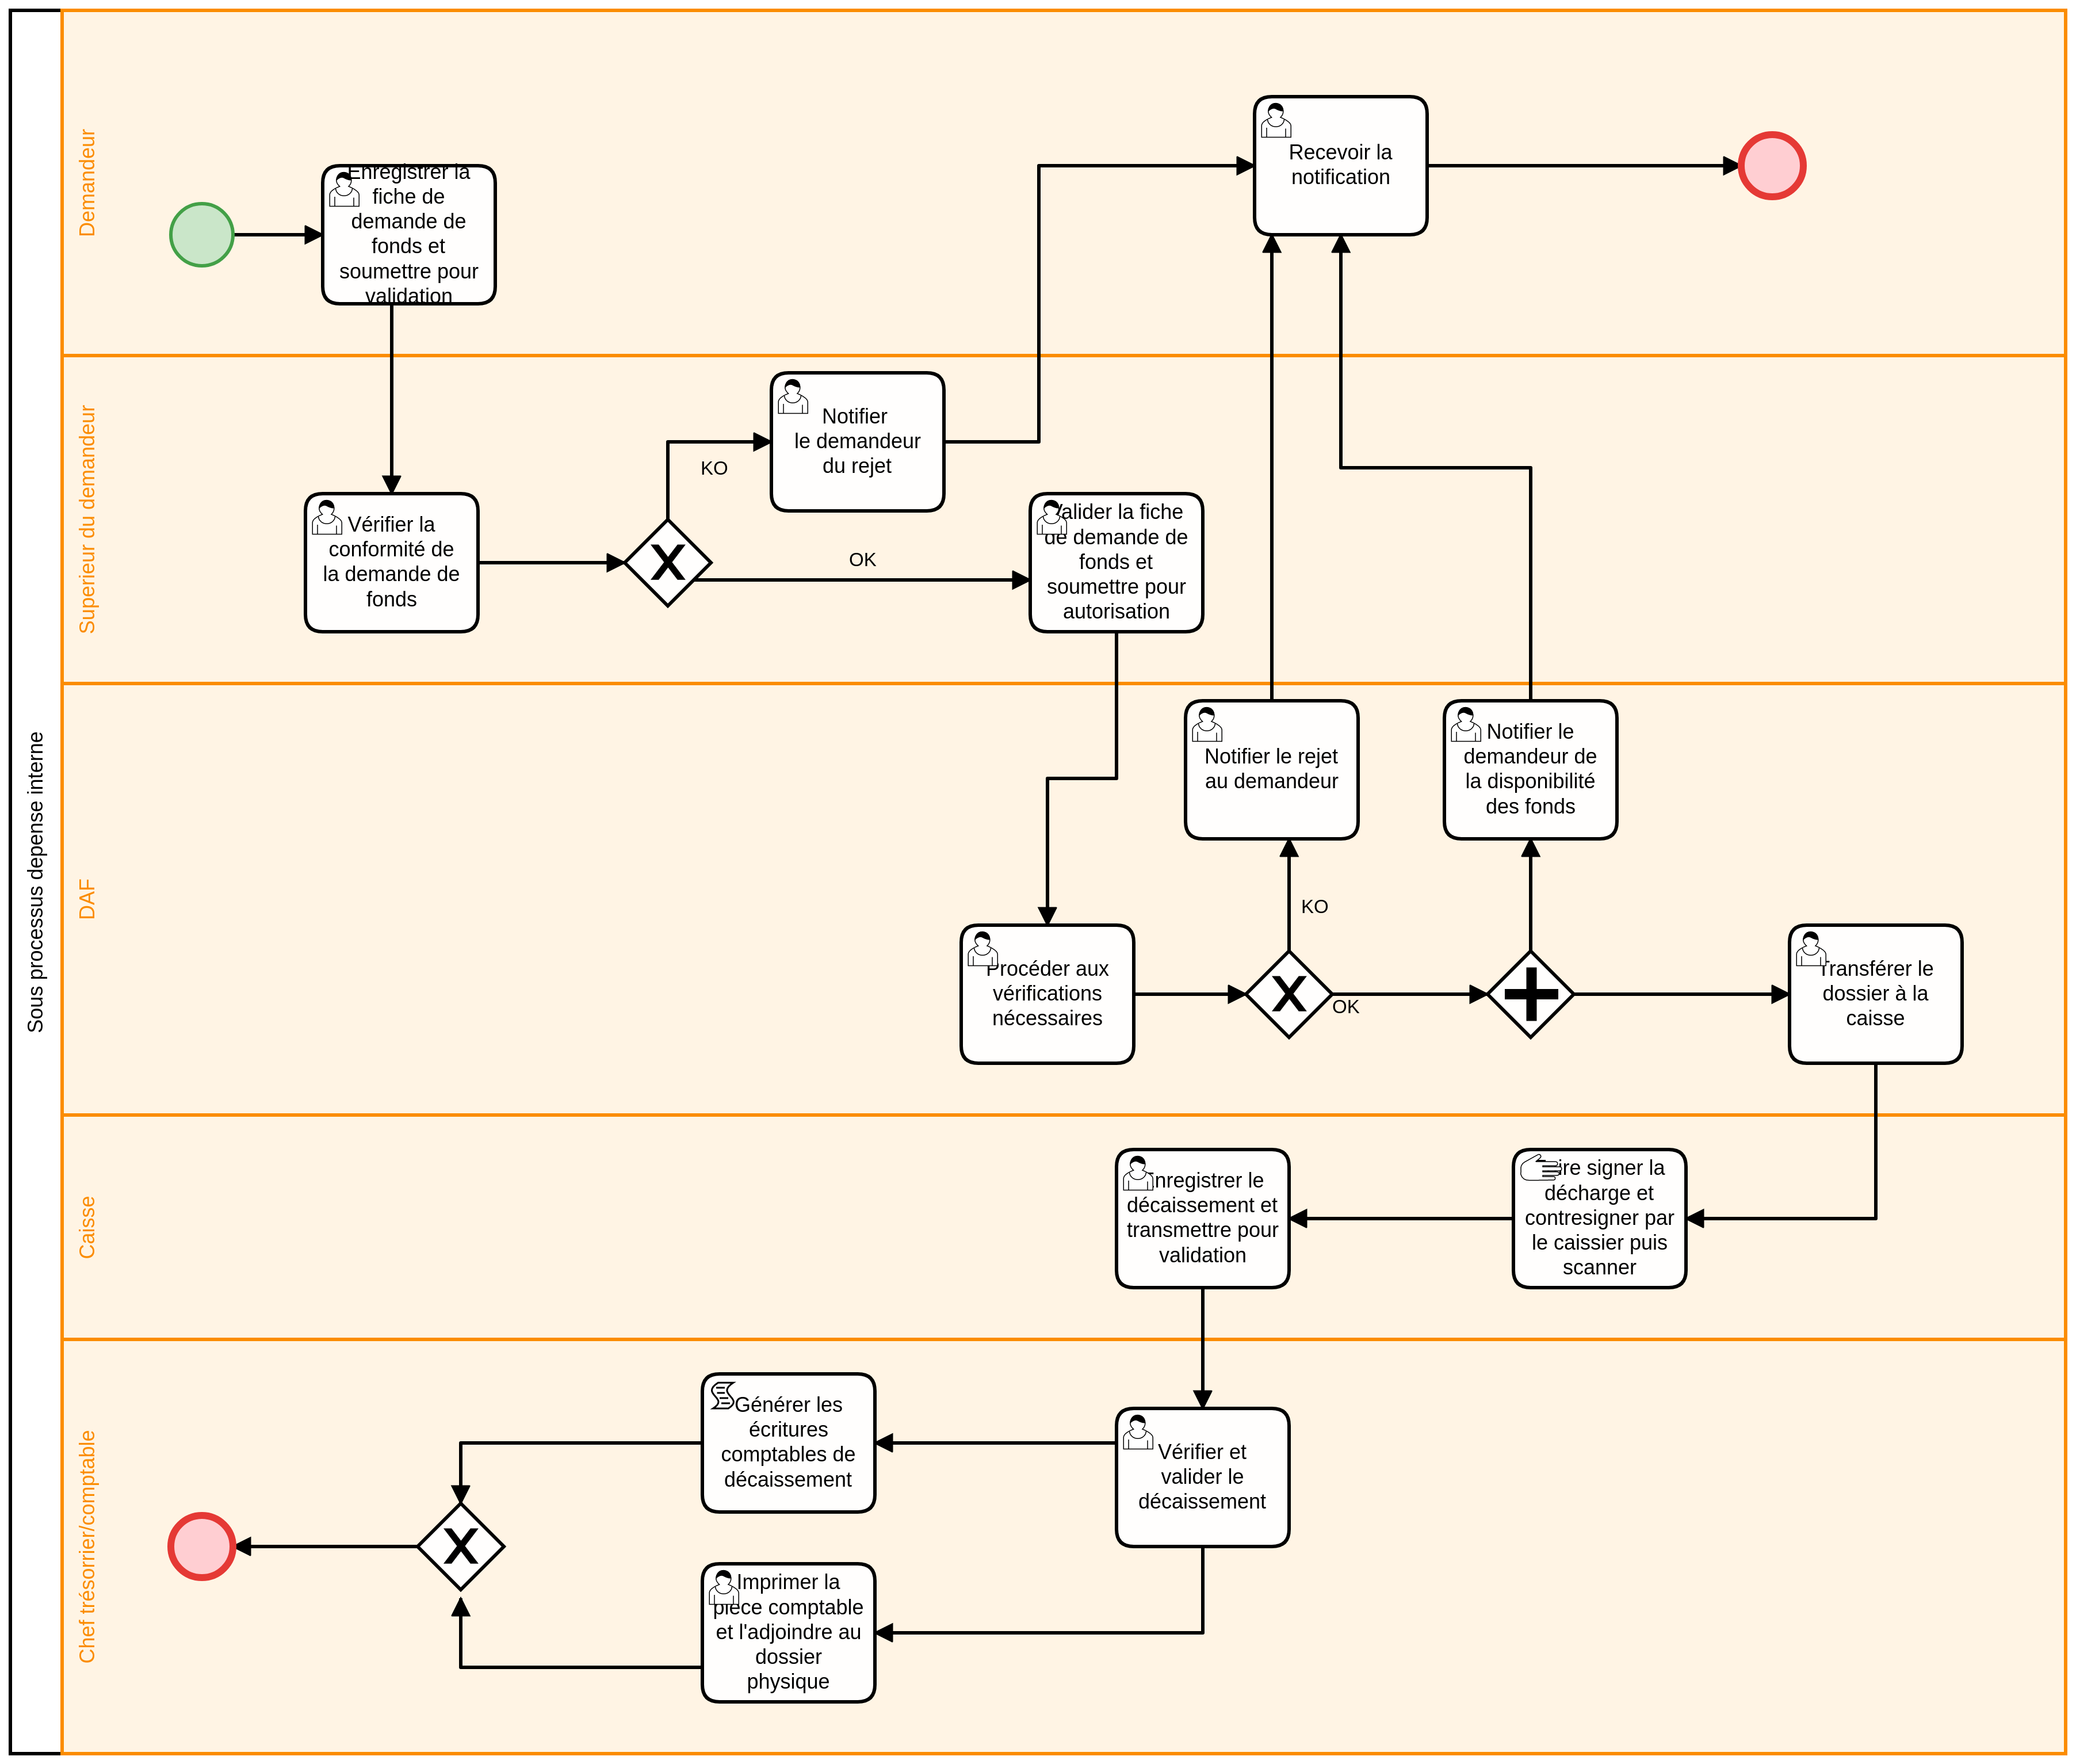 Sous processus depense interne
Demandeur
Enregistrer la
fiche de
demande de
fonds et
soumettre pour
validation
Recevoir la
notification
Superieur du demandeur
Notifier
le demandeur
du rejet
KO
Vérifier la
conformité de
la demande de
fonds
OK
Valider la fiche
de demande de
fonds et
soumettre pour
autorisation
DAF
Notifier le rejet
au demandeur
Notifier le
demandeur de
la disponibilité
des fonds
KO
Procéder aux
vérifications
nécessaires
OK
Transférer le
dossier à la
caisse
Caisse
Enregistrer le
décaissement et
transmettre pour
validation
Faire signer la
décharge et
contresigner par
le caissier puis
scanner
Chef trésorrier/comptable
Générer les
écritures
comptables de
décaissement
Vérifier et
valider le
décaissement
Imprimer la
pièce comptable
et l'adjoindre au
dossier
physique